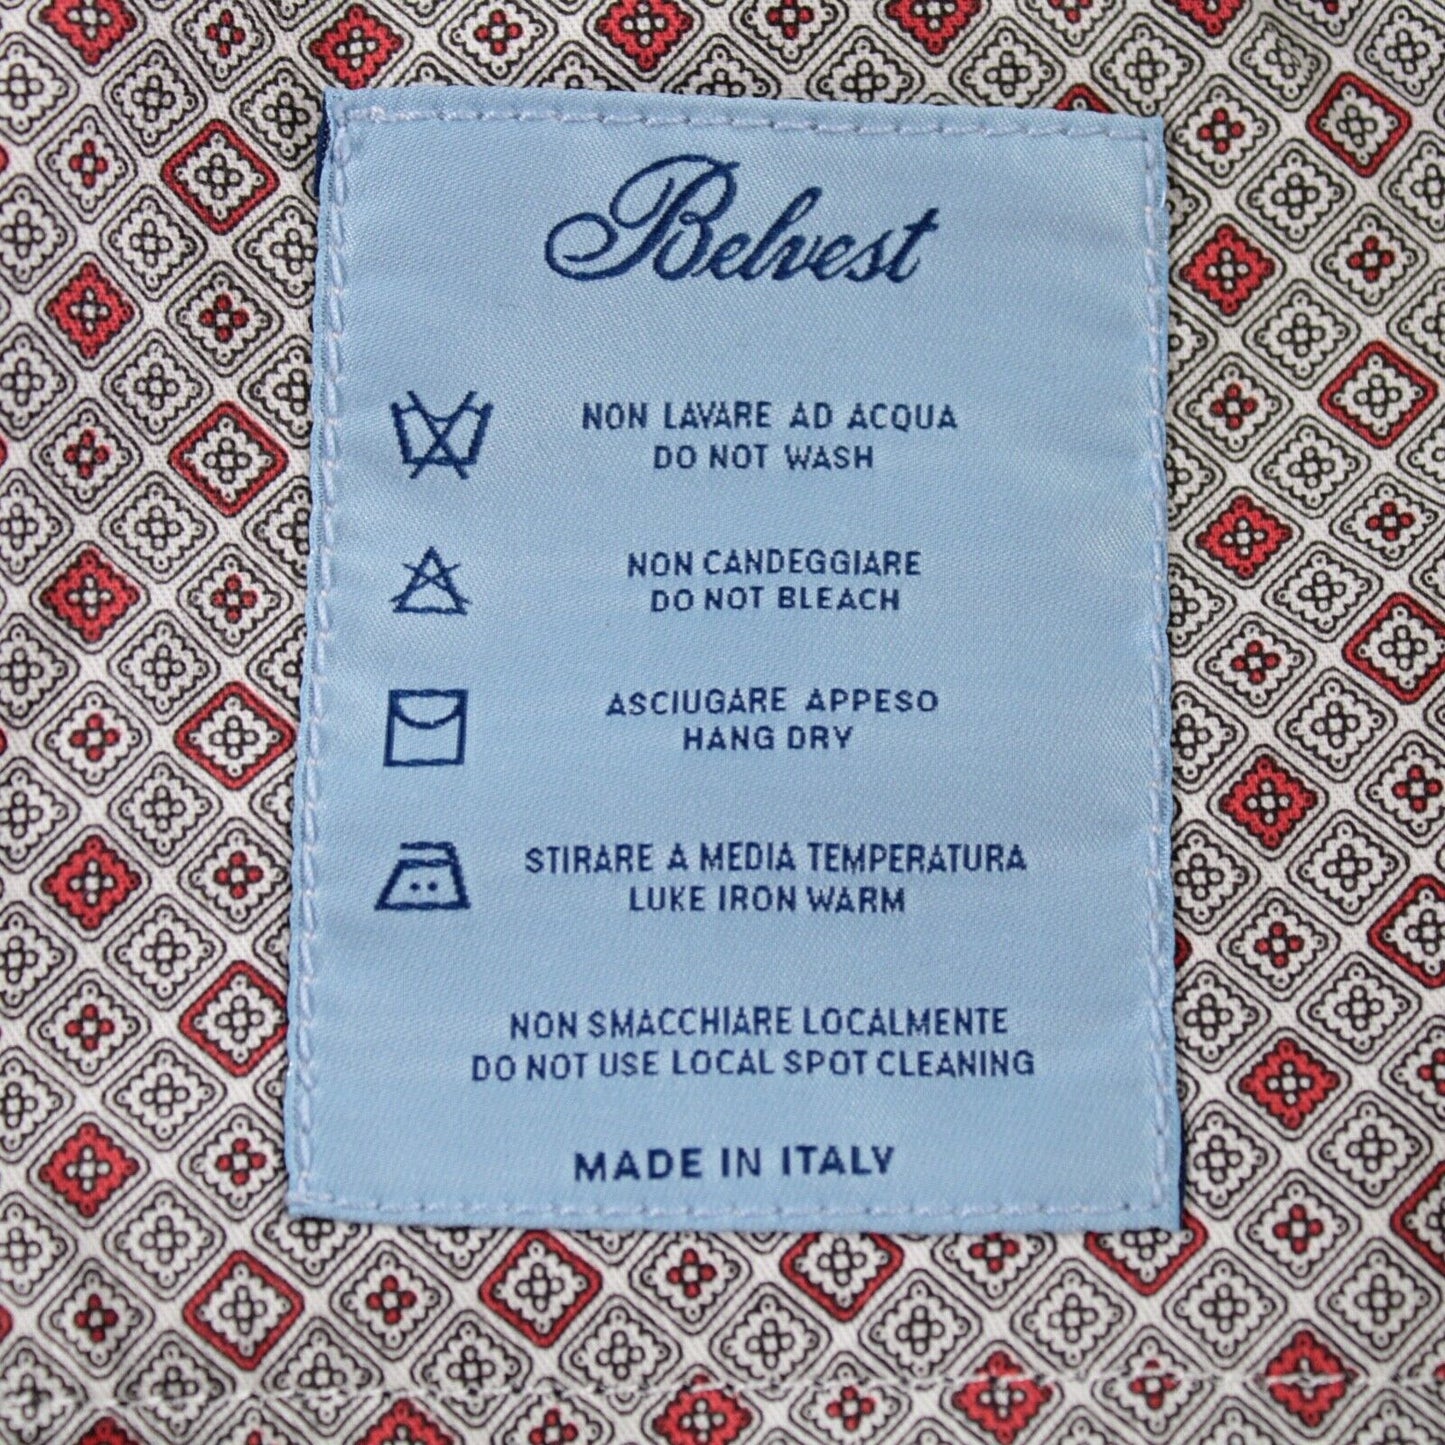 Belvest
NON LAVARE AD ACQUA
DO NOT WASH
NON CANDEGGIARE
DO NOT BLEACH
ASCIUGARE APPESO
HANG DRY
STIRARE A MEDIA TEMPERATURA
LUKE IRON WARM
NON SMACCHIARE LOCALMENTE
DO NOT USE LOCAL SPOT CLEANING
MADE IN ITALY